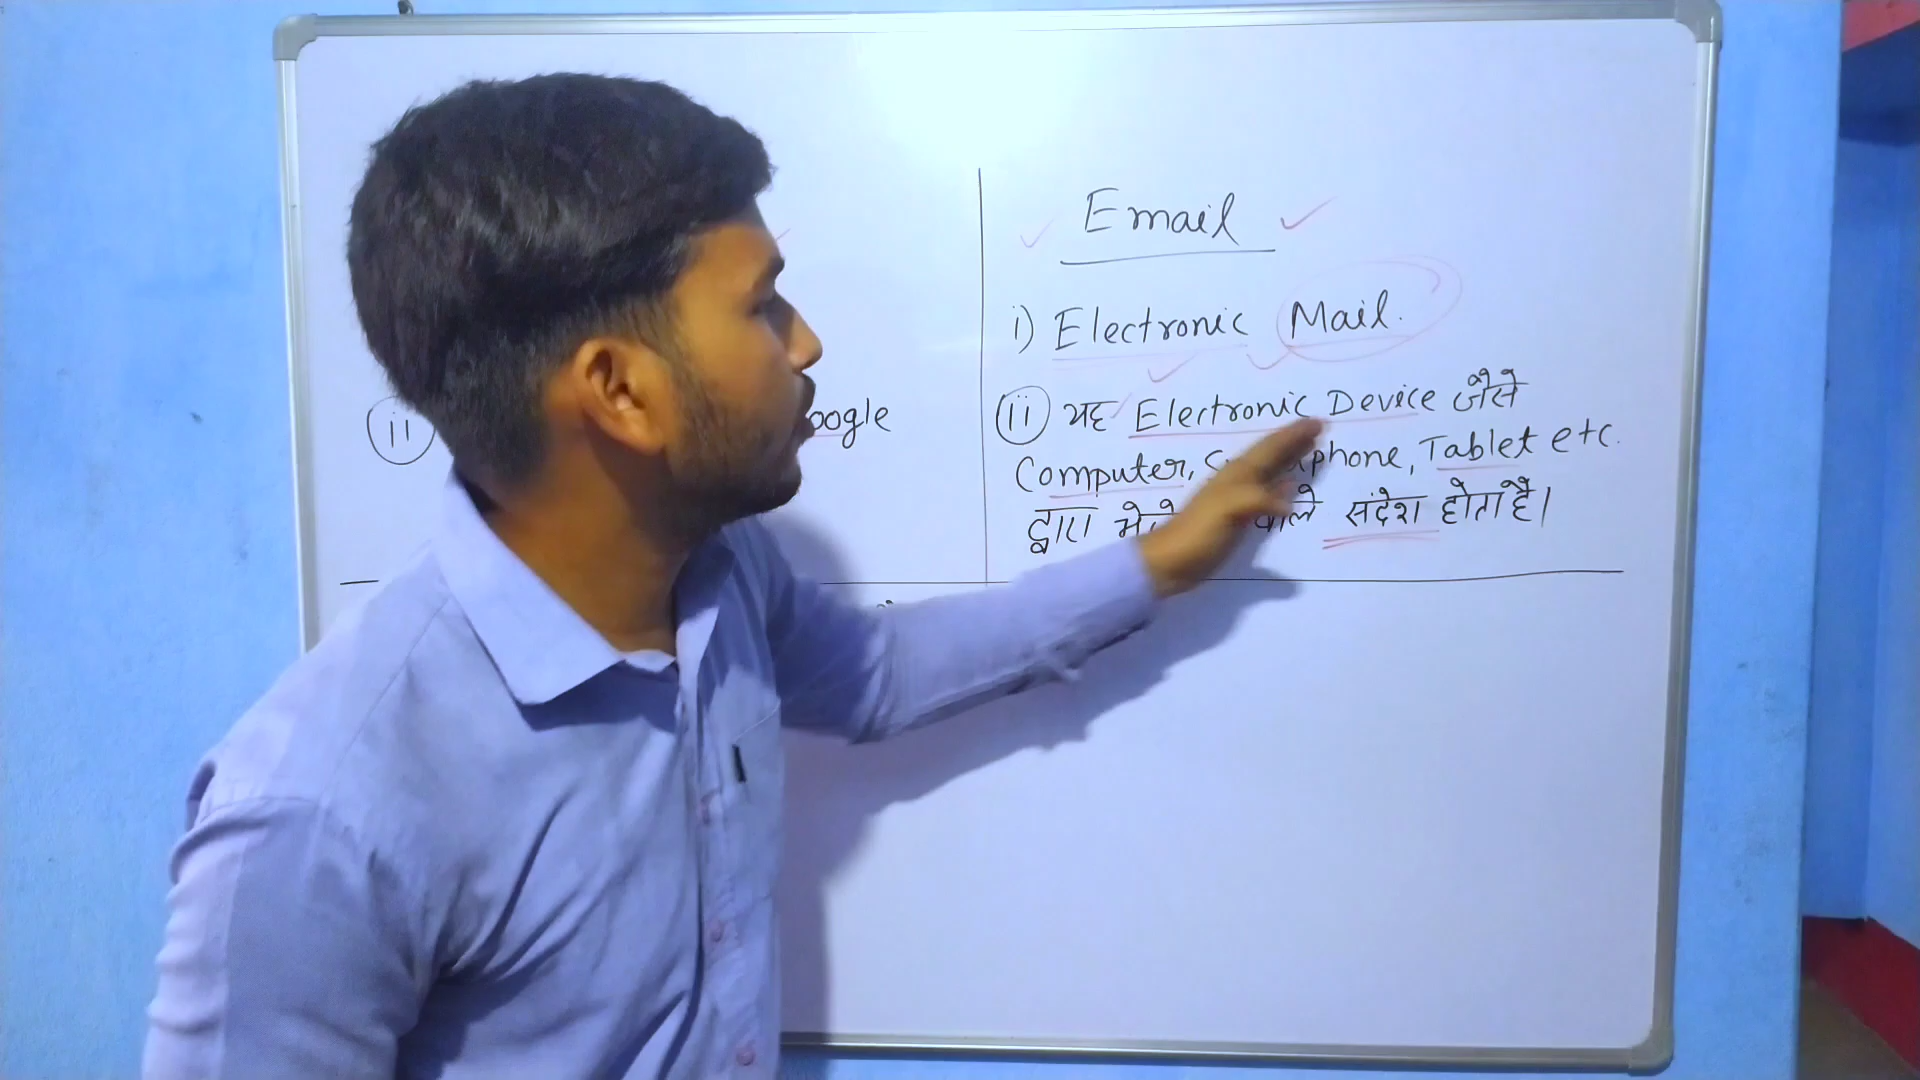 ii
oogle
Email
i) Electronic Mail.
ii यह Electronic Device जैसे
Computer, phone, Tablet etc.
द्वारा वाले संदेश होता है।